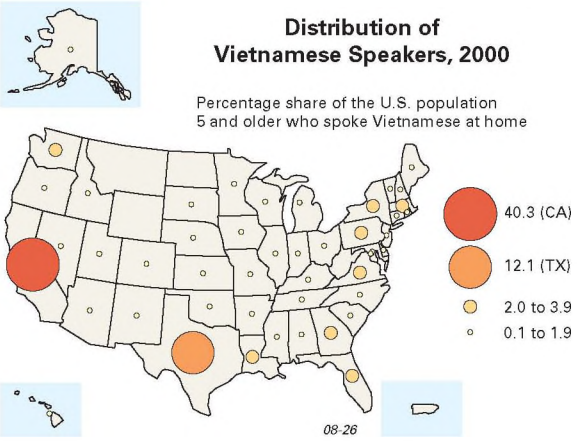 Distribution of
Vietnamese Speakers, 2000
Percentage share of the U.S. population
5 and older who spoke Vietnamese at home
40.3 (CA)
12.1 (TX)
2.0 to 3.9
0.1 to 1.9
08-26